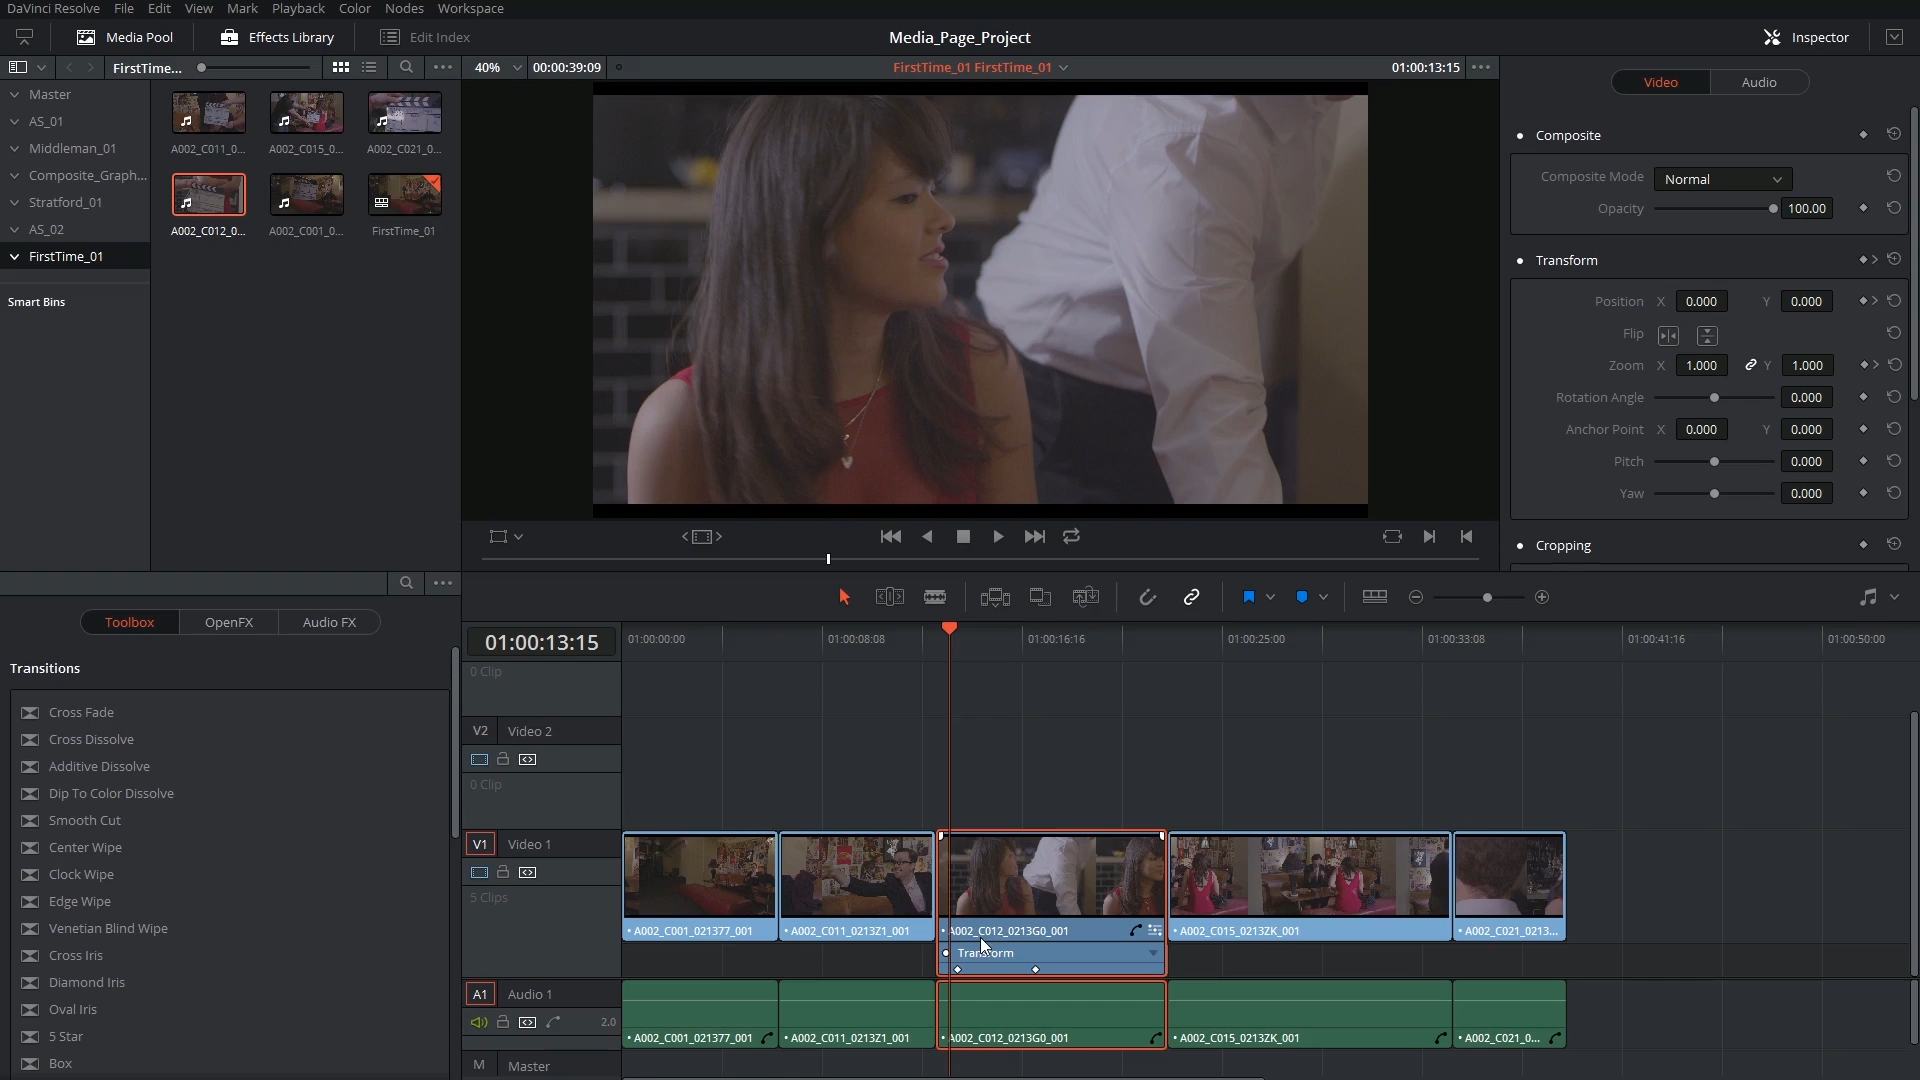 DaVinci Resolve File Edit View Mark Playback Color Nodes Workspace
Media Pool Effects Library Edit Index Media_Page_Project Inspector
FirstTime... 40% 00:00:39:09 FirstTime_01 FirstTime_01 01:00:13:15
Master
AS_01
Middleman_01
Composite_Graph...
Stratford_01
AS_02
FirstTime_01
Smart Bins
A002_C011_0... A002_C015_0... A002_C021_0...
A002_C012_0... A002_C001_0... FirstTime_01
Video Audio
Composite
Composite Mode Normal
Opacity 100.00
Transform
Position X 0.000 Y 0.000
Flip
Zoom X 1.000 Y 1.000
Rotation Angle 0.000
Anchor Point X 0.000 Y 0.000
Pitch 0.000
Yaw 0.000
Cropping
Toolbox OpenFX Audio FX
Transitions
Cross Fade
Cross Dissolve
Additive Dissolve
Dip To Color Dissolve
Smooth Cut
Center Wipe
Clock Wipe
Edge Wipe
Venetian Blind Wipe
Cross Iris
Diamond Iris
Oval Iris
5 Star
Box
01:00:13:15 01:00:00:00 01:00:08:08 01:00:16:16 01:00:25:00 01:00:33:08 01:00:41:16 01:00:50:00
0 Clip
V2 Video 2
0 Clip
V1 Video 1
5 Clips
A002_C001_021377_001 A002_C011_0213Z1_001 A002_C012_0213G0_001 A002_C015_0213ZK_001 A002_C021_0213...
Transform
A1 Audio 1
2.0
A002_C001_021377_001 A002_C011_0213Z1_001 A002_C012_0213G0_001 A002_C015_0213ZK_001 A002_C021_0...
M Master